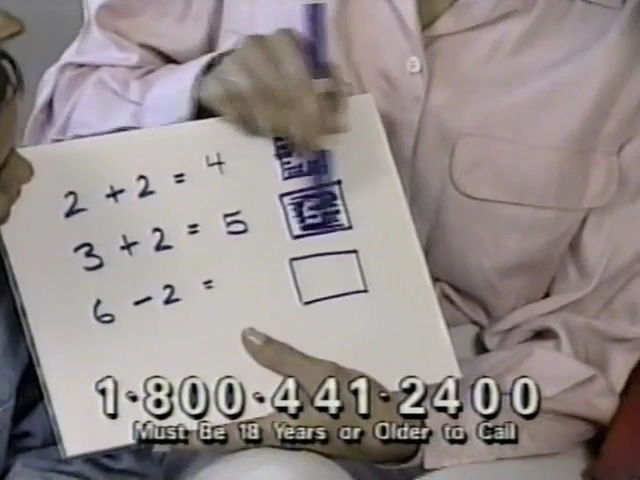 2 + 2 = 4
3 + 2 = 5
6 - 2 =
1·800·441·2400
Must Be 18 Years or Older to Call